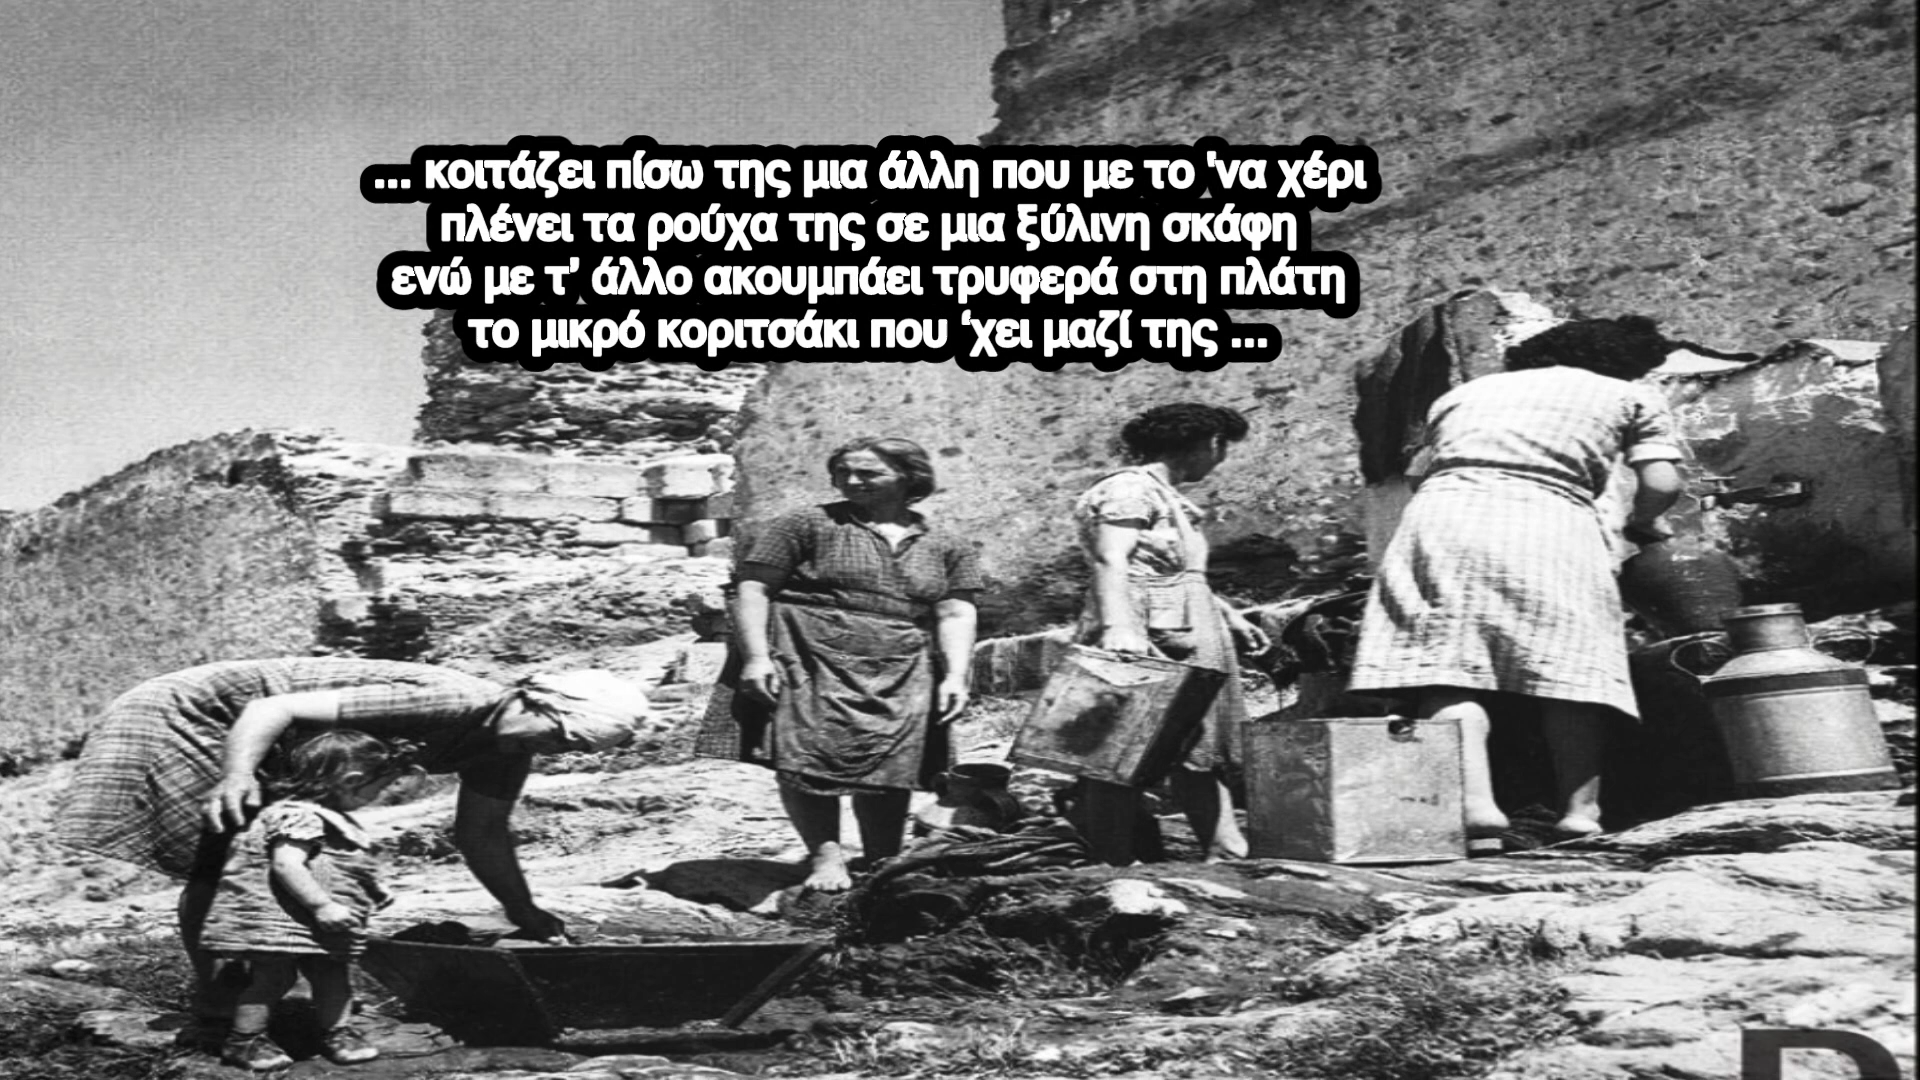 ... κοιτάζει πίσω της μια άλλη που με το 'να χέρι
πλένει τα ρούχα της σε μια ξύλινη σκάφη
ενώ με τ’ άλλο ακουμπάει τρυφερά στη πλάτη
το μικρό κοριτσάκι που ‘χει μαζί της ...